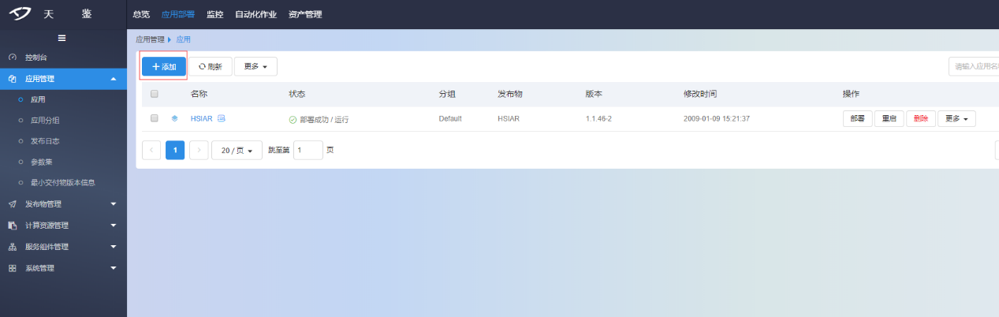 天 鉴 总览 应用部署 监控 自动化作业 资产管理
应用管理 应用
控制台
添加 刷新 更多 请输入应用名
应用管理
名称 状态 分组 发布物 版本 修改时间 操作
应用
HSIAR 部署成功 / 运行 Default HSIAR 1.1.46-2 2009-01-09 15:21:37 部署 重启 删除 更多
应用分组
发布日志
1 20 / 页 跳至第 1 页
参数集
最小交付物版本信息
发布物管理
计算资源管理
服务组件管理
系统管理